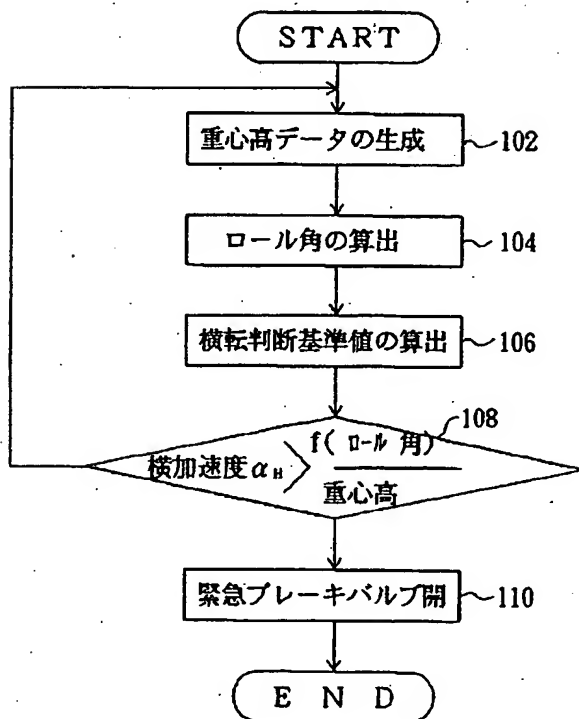 START
重心高データの生成 102
ロール角の算出 104
横転判断基準値の算出 106
108
f(ロール角)
横加速度αH >
重心高
緊急ブレーキバルブ開 110
END